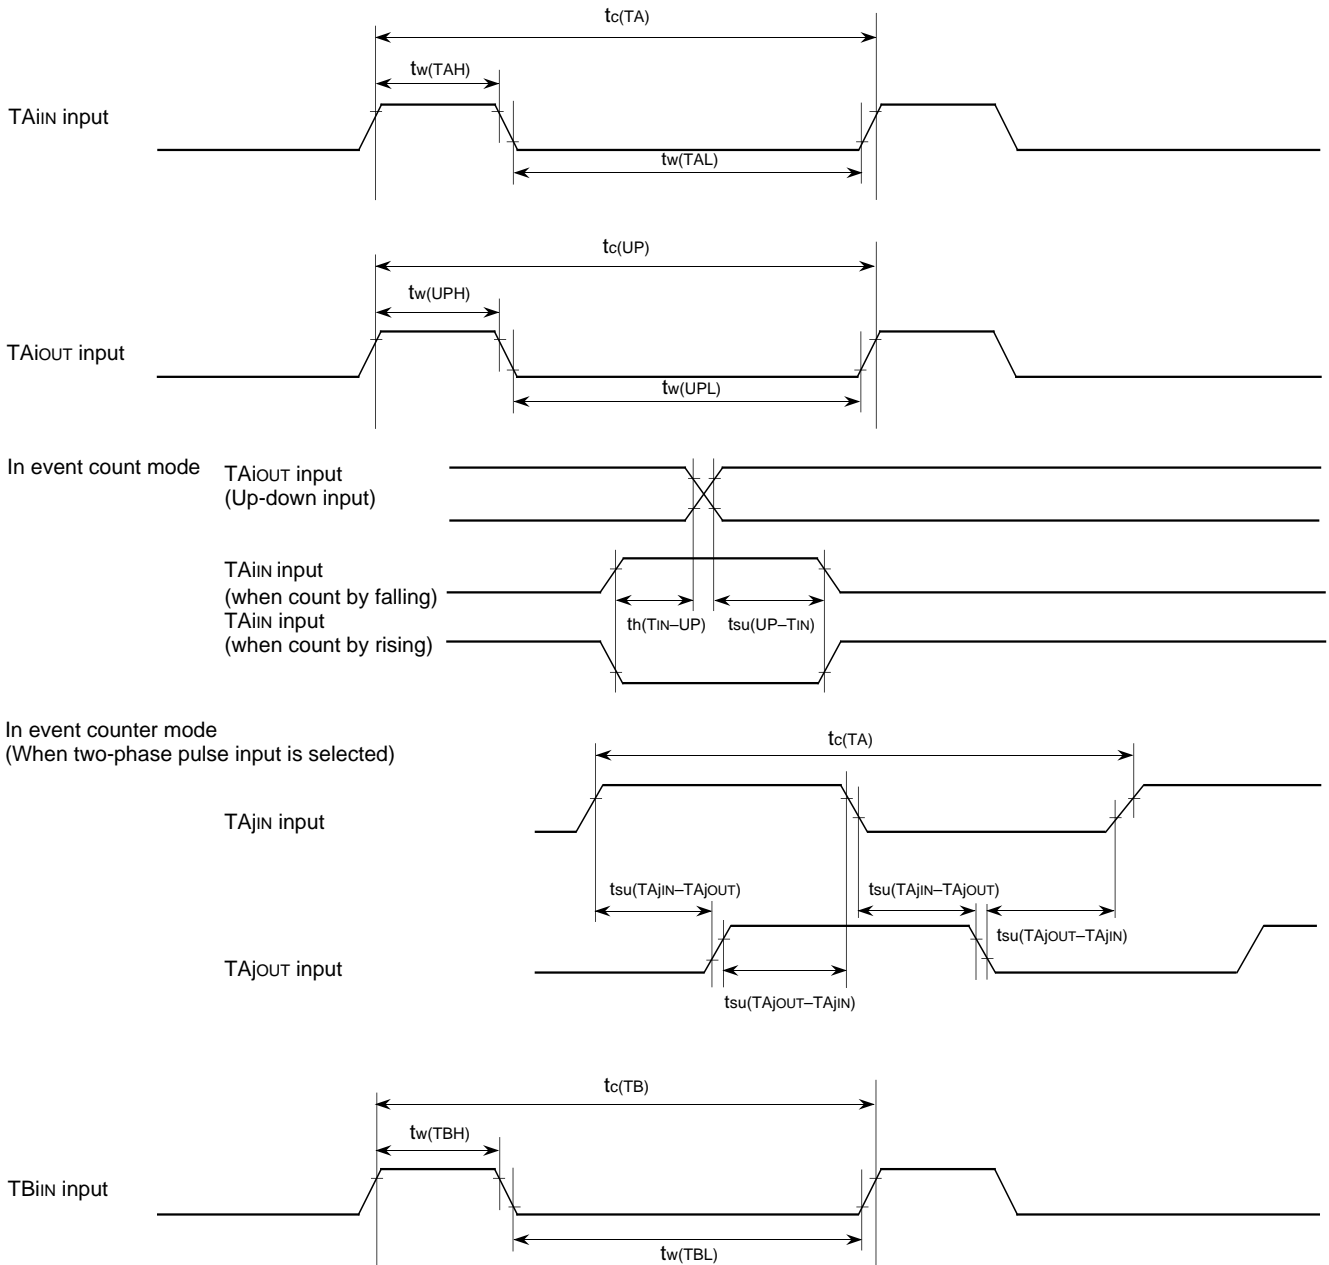 tc(TA)
tw(TAH)
TAiIN input
tw(TAL)
tc(UP)
tw(UPH)
TAiOUT input
tw(UPL)
In event count mode
TAiOUT input
(Up-down input)
TAiIN input
(when count by falling)
TAiIN input
(when count by rising)
th(TIN–UP)
tsu(UP–TIN)
In event counter mode
(When two-phase pulse input is selected)
tc(TA)
TAjIN input
tsu(TAjIN–TAjOUT)
tsu(TAjIN–TAjOUT)
tsu(TAjOUT–TAjIN)
TAjOUT input
tsu(TAjOUT–TAjIN)
tc(TB)
tw(TBH)
TBiIN input
tw(TBL)